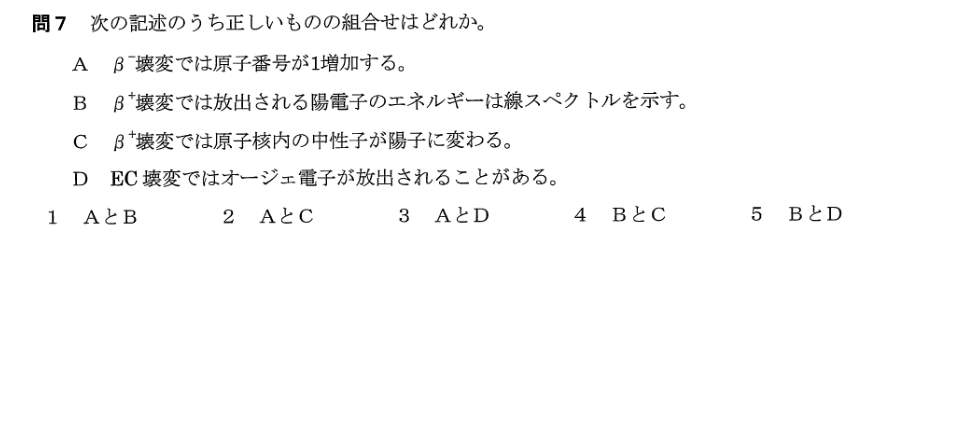 問7 次の記述のうち正しいものの組合せはどれか。
A β⁻壊変では原子番号が1増加する。
B β⁺壊変では放出される陽電子のエネルギーは線スペクトルを示す。
C β⁺壊変では原子核内の中性子が陽子に変わる。
D EC壊変ではオージェ電子が放出されることがある。
1 AとB 2 AとC 3 AとD 4 BとC 5 BとD